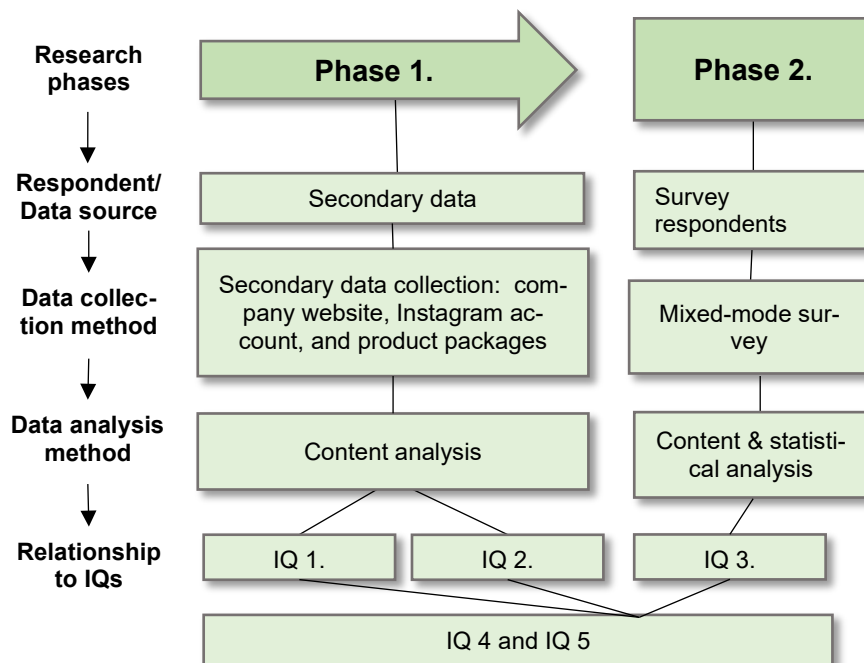 Research
phases
Phase 1.
Phase 2.
Respondent/
Data source
Secondary data
Survey
respondents
Data collec-
tion method
Secondary data collection:  com-
pany website, Instagram ac-
count, and product packages
Mixed-mode sur-
vey
Data analysis
method
Content analysis
Content & statisti-
cal analysis
Relationship
to IQs
IQ 1.
IQ 2.
IQ 3.
IQ 4 and IQ 5